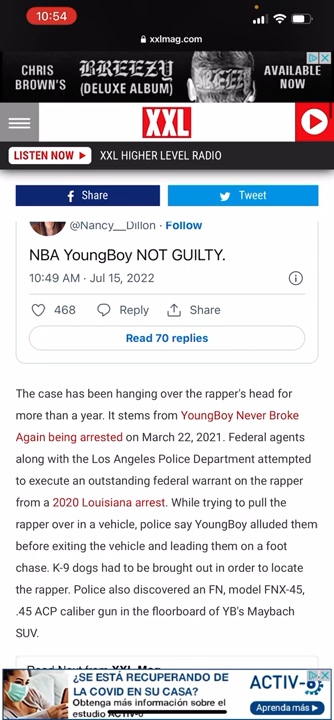 10:54
xxlmag.com
CHRIS BROWN'S BREEZY (DELUXE ALBUM) AVAILABLE NOW
XXL
LISTEN NOW XXL HIGHER LEVEL RADIO
Share Tweet
@Nancy__Dillon · Follow
NBA YoungBoy NOT GUILTY.
10:49 AM · Jul 15, 2022
468 Reply Share
Read 70 replies
The case has been hanging over the rapper's head for
more than a year. It stems from YoungBoy Never Broke
Again being arrested on March 22, 2021. Federal agents
along with the Los Angeles Police Department attempted
to execute an outstanding federal warrant on the rapper
from a 2020 Louisiana arrest. While trying to pull the
rapper over in a vehicle, police say YoungBoy alluded them
before exiting the vehicle and leading them on a foot
chase. K-9 dogs had to be brought out in order to locate
the rapper. Police also discovered an FN, model FNX-45,
.45 ACP caliber gun in the floorboard of YB's Maybach
SUV.
Read Next from XXL Mag
¿SE ESTÁ RECUPERANDO DE
LA COVID EN SU CASA?
Obtenga más información sobre el
estudio ACTIV-6
ACTIV-6
Aprenda más